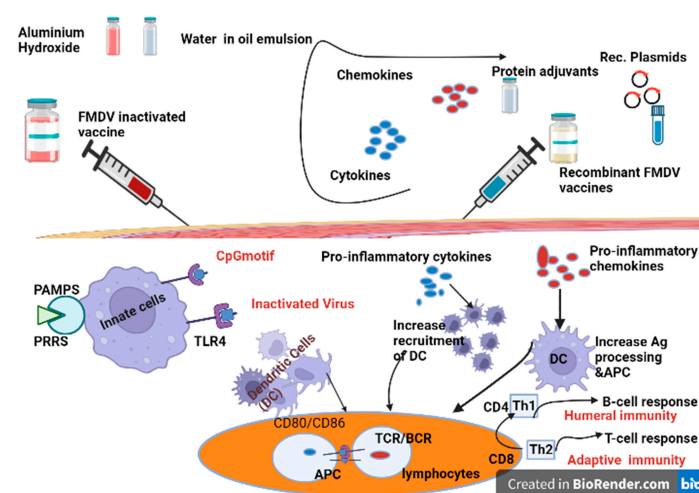 Aluminium
Hydroxide
Water in oil emulsion
Chemokines
Protein adjuvants
Rec. Plasmids
FMDV inactivated
vaccine
Cytokines
Recombinant FMDV
vaccines
CpGmotif
Pro-inflammatory cytokines
Pro-inflammatory
chemokines
PAMPS
Innate cells
Inactivated Virus
PRRS
TLR4
Increase
recruitment
of DC
Dendritic Cells
(DC)
DC
Increase Ag
processing
&APC
CD80/CD86
TCR/BCR
APC
lymphocytes
CD4
Th1
B-cell response
Humeral immunity
CD8
Th2
T-cell response
Adaptive immunity
Created in BioRender.com
bio